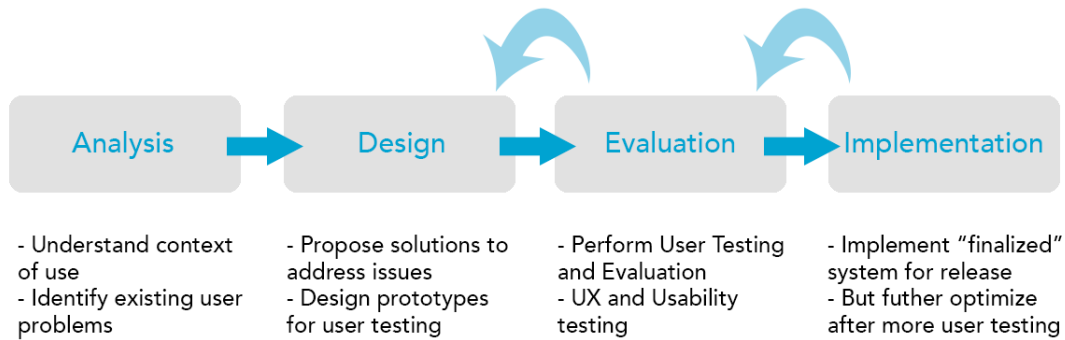 Analysis
Design
Evaluation
Implementation
- Understand context
of use
- Identify existing user
problems
- Propose solutions to
address issues
- Design prototypes
for user testing
- Perform User Testing
and Evaluation
- UX and Usability
testing
- Implement “finalized”
system for release
- But futher optimize
after more user testing